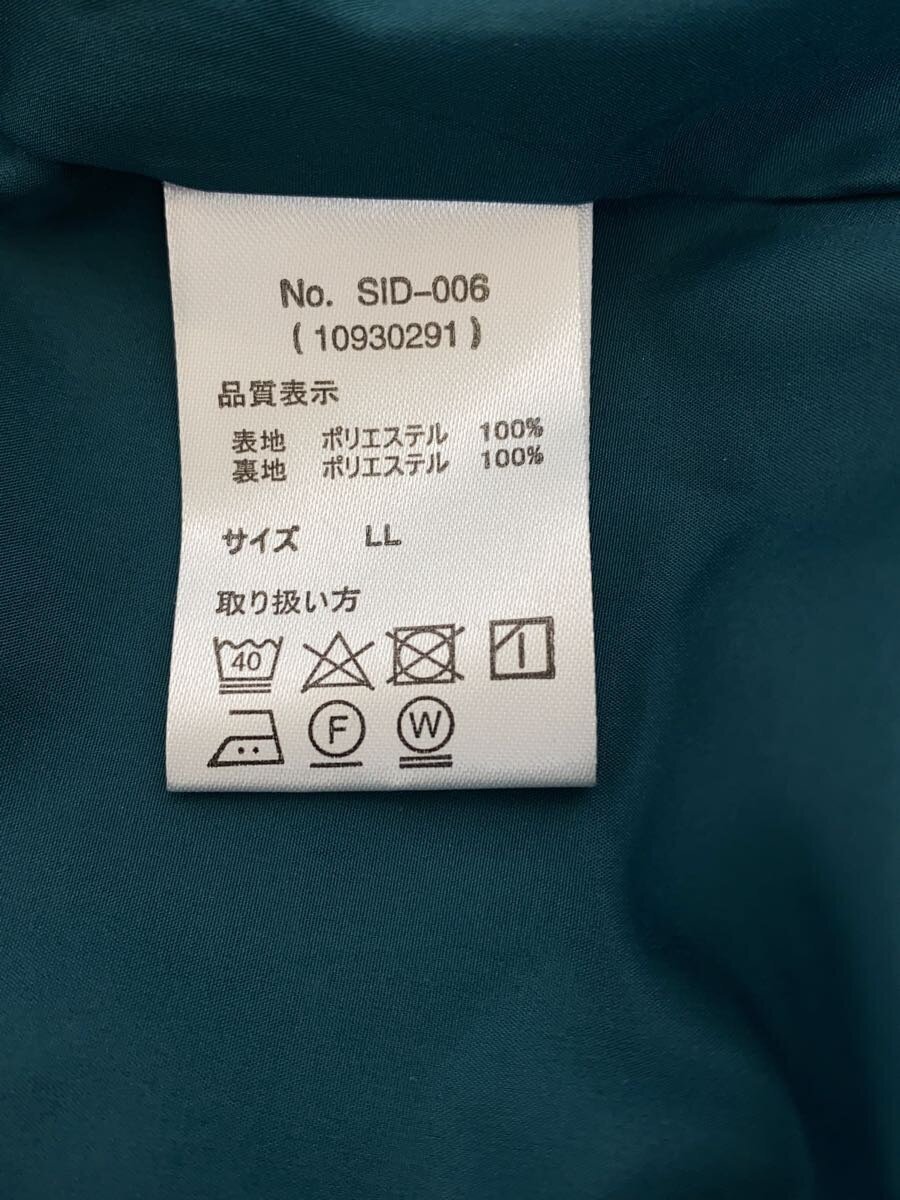 No. SID-006
(10930291)
品質表示
表地 ポリエステル 100%
裏地 ポリエステル 100%
サイズ LL
取り扱い方
40
F W